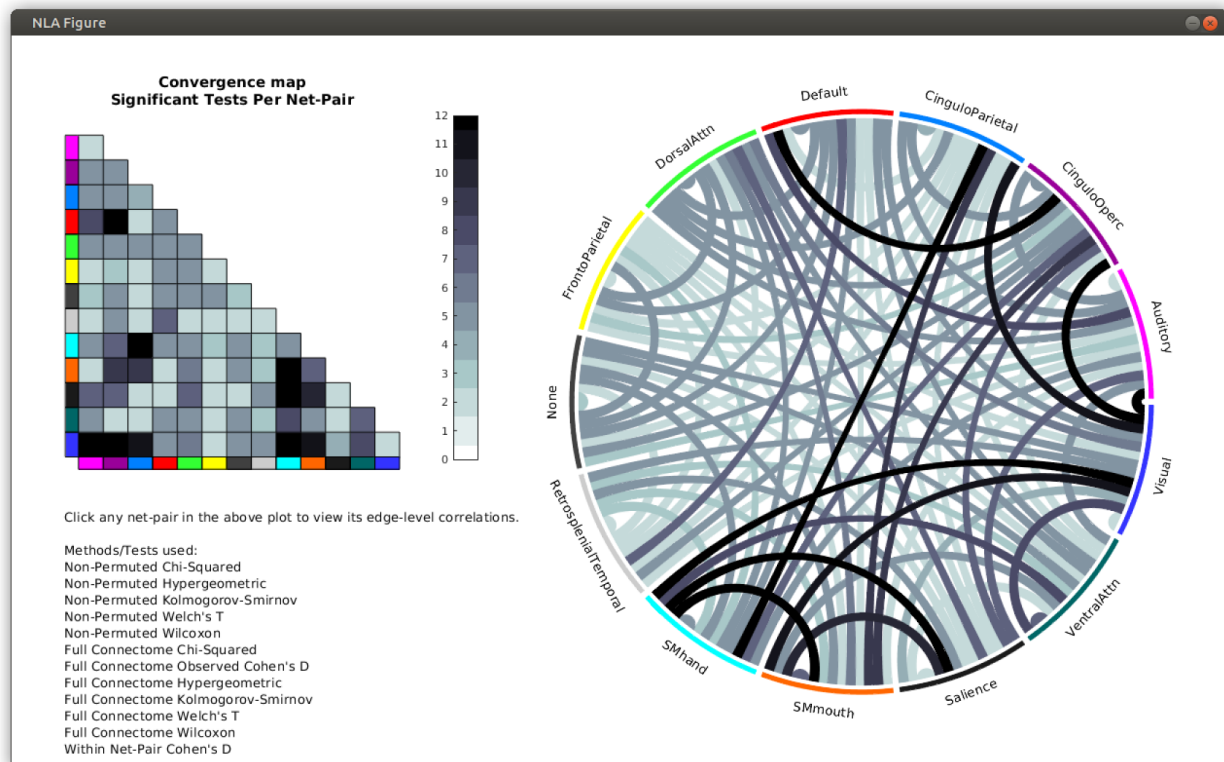 NLA Figure
Convergence map
Significant Tests Per Net-Pair
12
11
10
9
8
7
6
5
4
3
2
1
0
Click any net-pair in the above plot to view its edge-level correlations.
Methods/Tests used:
Non-Permuted Chi-Squared
Non-Permuted Hypergeometric
Non-Permuted Kolmogorov-Smirnov
Non-Permuted Welch's T
Non-Permuted Wilcoxon
Full Connectome Chi-Squared
Full Connectome Observed Cohen's D
Full Connectome Hypergeometric
Full Connectome Kolmogorov-Smirnov
Full Connectome Welch's T
Full Connectome Wilcoxon
Within Net-Pair Cohen's D
Default
CinguloParietal
CinguloOperc
Auditory
Visual
VentralAttn
Salience
SMmouth
SMhand
RetrosplenialTemporal
None
FrontoParietal
DorsalAttn